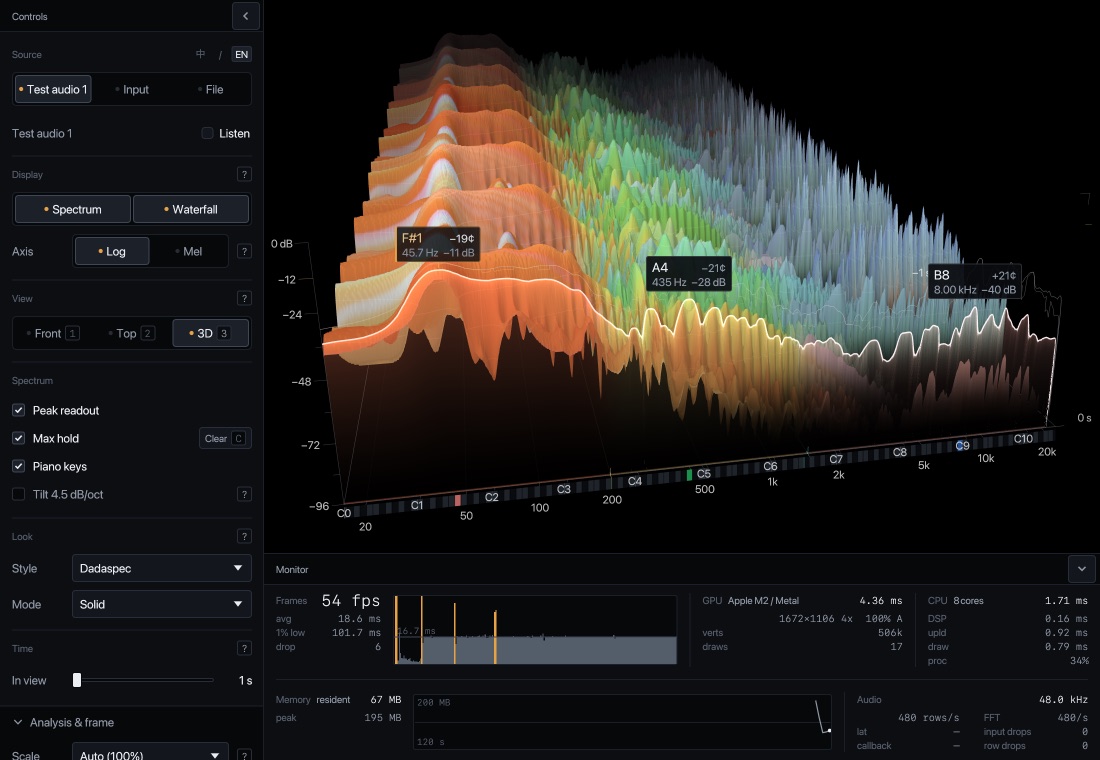 Controls
Source
中 / EN
Test audio 1
Input
File
Test audio 1
Listen
Display
?
Spectrum
Waterfall
Axis
Log
Mel
?
View
?
Front 1
Top 2
3D 3
Spectrum
Peak readout
Max hold
Clear C
Piano keys
Tilt 4.5 dB/oct
?
Look
?
Style
Dadaspec
Mode
Solid
Time
?
In view
1 s
Analysis & frame
Scale
Auto (100%)
?
0 dB
−12
−24
−48
−72
−96
F#1 −19¢
45.7 Hz −11 dB
A4 −21¢
435 Hz −28 dB
B8 +21¢
8.00 kHz −40 dB
0 s
C0 C1 C2 C3 C4 C5 C6 C7 C8 C9 C10
20 50 100 200 500 1k 2k 5k 10k 20k
Monitor
Frames 54 fps
avg 18.6 ms
1% low 101.7 ms
drop 6
16.7 ms
GPU Apple M2 / Metal 4.36 ms
1672×1106 4x 100% A
verts 506k
draws 17
CPU 8 cores 1.71 ms
DSP 0.16 ms
upld 0.92 ms
draw 0.79 ms
proc 34%
Memory resident 67 MB
peak 195 MB
200 MB
120 s
Audio 48.0 kHz
480 rows/s
FFT 480/s
lat —
input drops 0
callback —
row drops 0